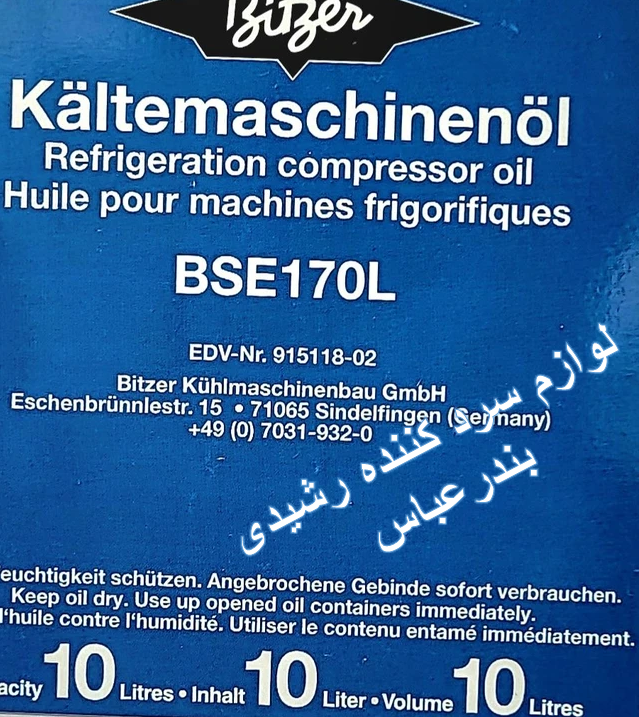 Bitzer
Kältemaschinenöl
Refrigeration compressor oil
Huile pour machines frigorifiques
BSE170L
EDV-Nr. 915118-02
Bitzer Kühlmaschinenbau GmbH
Eschenbrünnlestr. 15 • 71065 Sindelfingen (Germany)
+49 (0) 7031-932-0
لوازم سرد کننده رشیدی
بندرعباس
euchtigkeit schützen. Angebrochene Gebinde sofort verbrauchen.
Keep oil dry. Use up opened oil containers immediately.
l'huile contre l'humidité. Utiliser le contenu entamé immédiatement.
acity 10 Litres • Inhalt 10 Liter • Volume 10 Litres